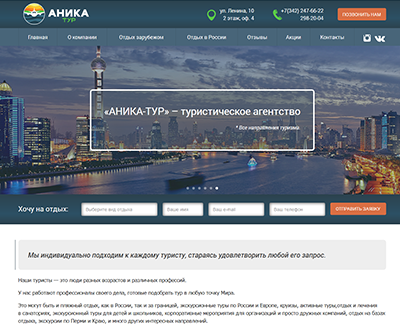 АНИКА
ТУР
ул. Ленина, 10
2 этаж, оф. 4
+7(342) 247-66-22
298-20-04
ПОЗВОНИТЬ НАМ
Главная О компании Отдых зарубежом Отдых в России Отзывы Акции Контакты
«АНИКА-ТУР» – туристическое агентство
* Все направления туризма.
Хочу на отдых: Выберите вид отдыха Ваше имя Ваш e-mail Ваш телефон ОТПРАВИТЬ ЗАЯВКУ
Мы индивидуально подходим к каждому туристу, стараясь удовлетворить любой его запрос.
Наши туристы — это люди разных возрастов и различных профессий.
У нас работают профессионалы своего дела, готовые подобрать тур в любую точку Мира.
Это могут быть и пляжный отдых, как в России, так и за границей, экскурсионные туры по России и Европе, круизы, активные туры,отдых и лечения
в санаториях, экскурсионный туры для детей и школьников, корпоративные мероприятия для организаций и просто дружных компаний, отдых на базах
отдыха, экскурсии по Перми и Краю, и много других интересных направлений.